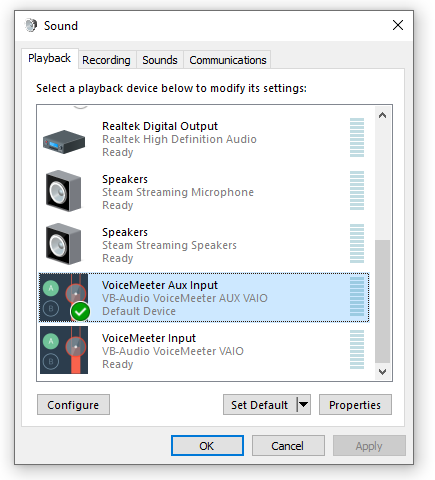 Sound
Playback Recording Sounds Communications
Select a playback device below to modify its settings:
Realtek Digital Output
Realtek High Definition Audio
Ready
Speakers
Steam Streaming Microphone
Ready
Speakers
Steam Streaming Speakers
Ready
A
B
VoiceMeeter Aux Input
VB-Audio VoiceMeeter AUX VAIO
Default Device
A
B
VoiceMeeter Input
VB-Audio VoiceMeeter VAIO
Ready
Configure Set Default Properties
OK Cancel Apply